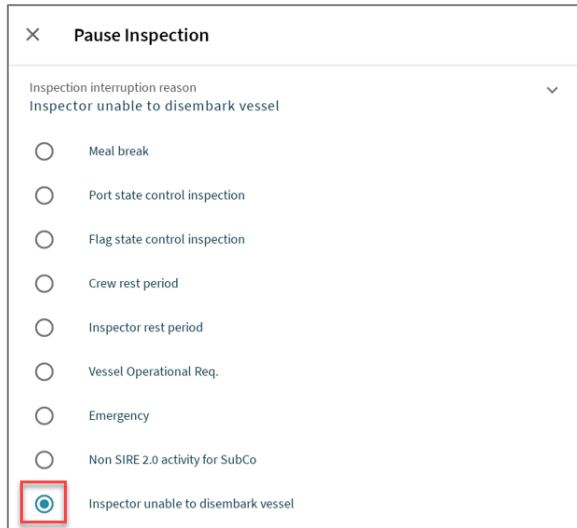 Pause Inspection
Inspection interruption reason
Inspector unable to disembark vessel
Meal break
Port state control inspection
Flag state control inspection
Crew rest period
Inspector rest period
Vessel Operational Req.
Emergency
Non SIRE 2.0 activity for SubCo
Inspector unable to disembark vessel